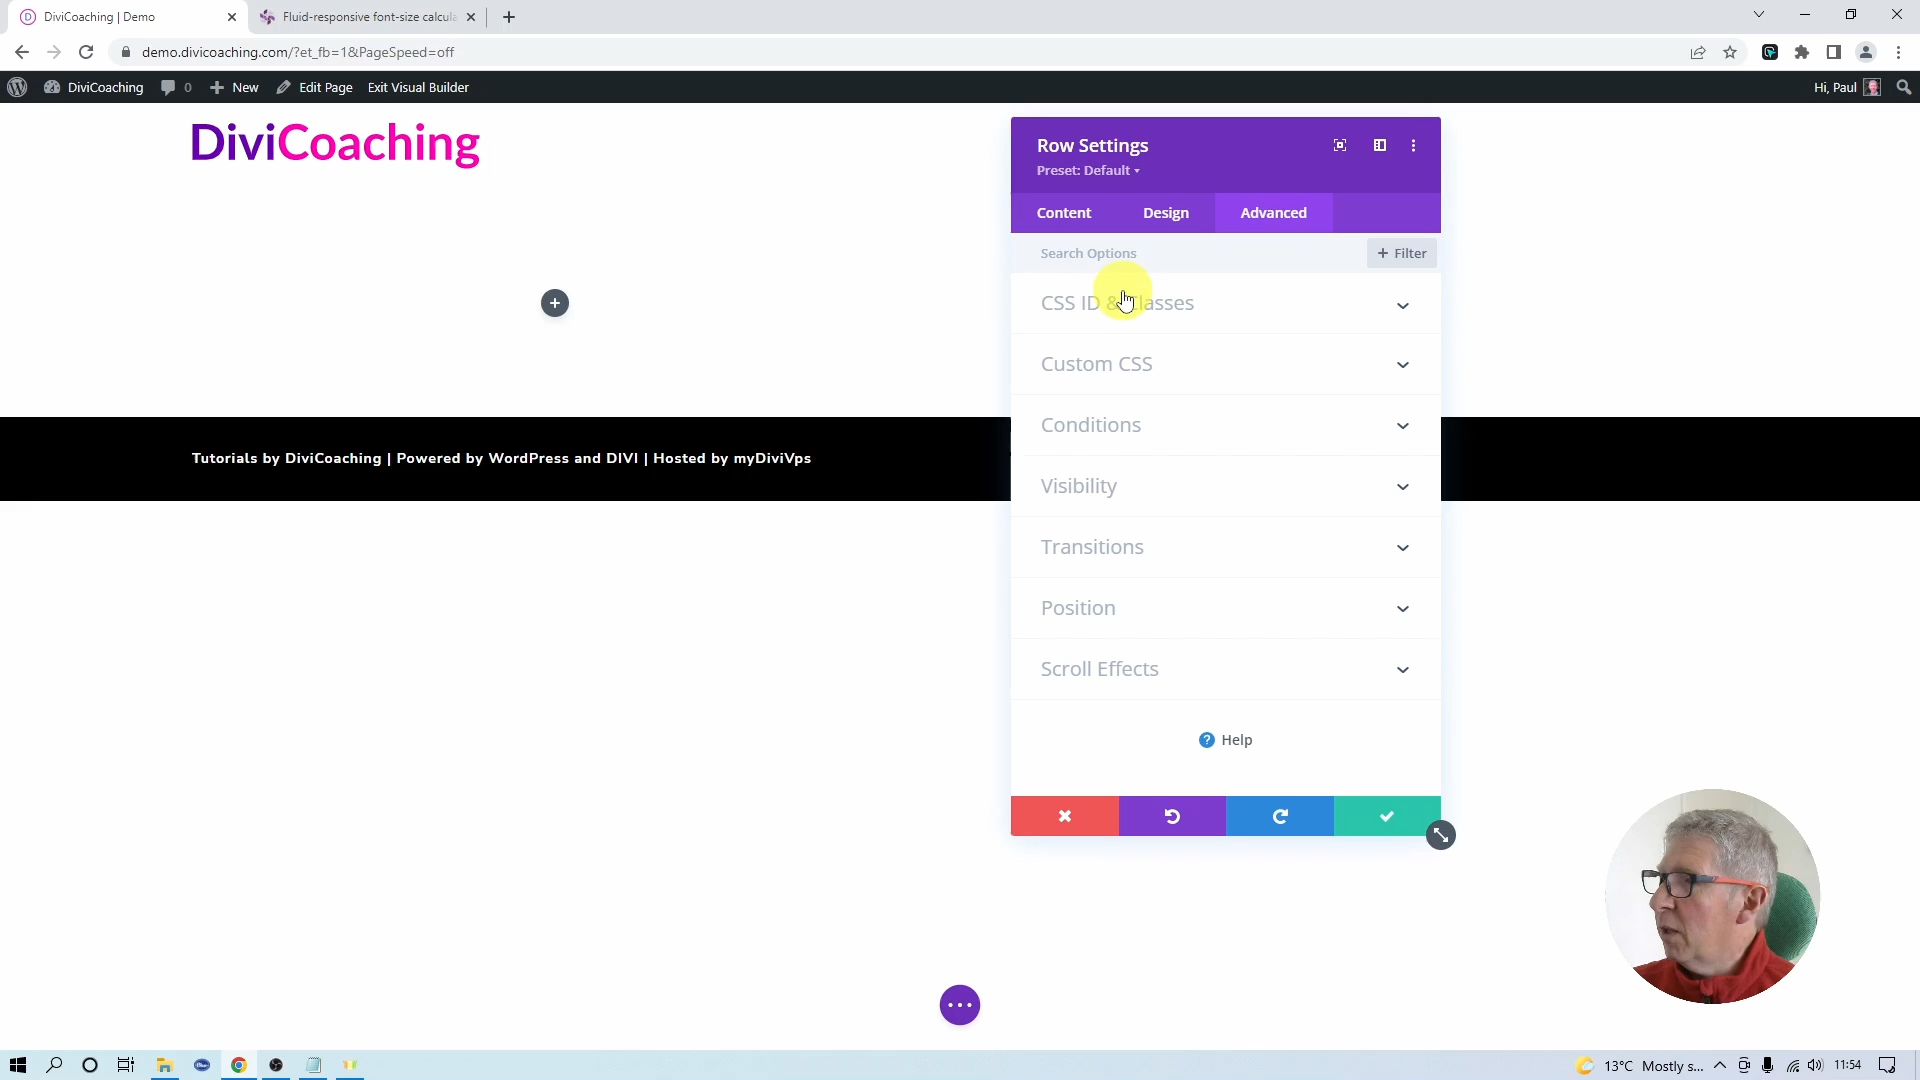 DiviCoaching | Demo
Fluid-responsive font-size calcula
demo.divicoaching.com/?et_fb=1&PageSpeed=off
DiviCoaching
0
New
Edit Page
Exit Visual Builder
Hi, Paul
DiviCoaching
Row Settings
Preset: Default
Content
Design
Advanced
Search Options
+ Filter
CSS ID & Classes
Custom CSS
Conditions
Visibility
Transitions
Position
Scroll Effects
Help
Tutorials by DiviCoaching | Powered by WordPress and DIVI | Hosted by myDiviVps
13°C Mostly s...
11:54